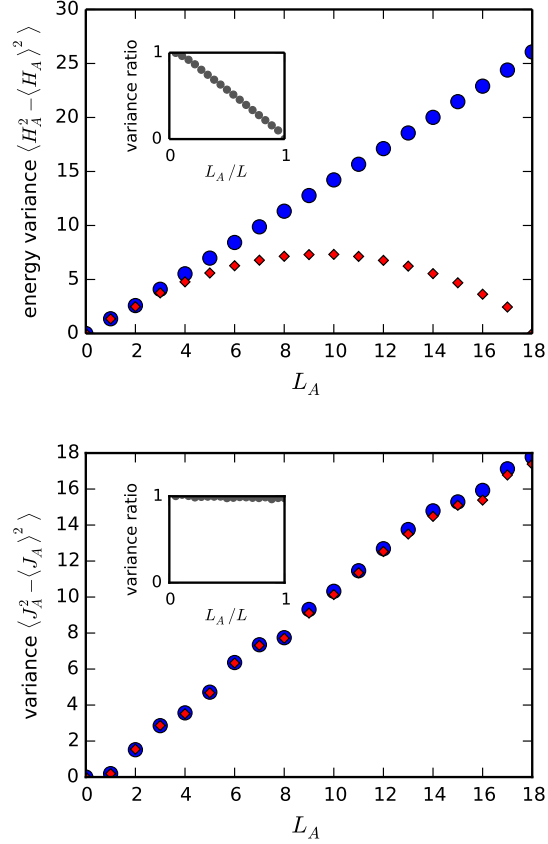 30
25
20
15
10
5
0
energy variance ⟨H_A^2 − ⟨H_A⟩^2⟩
variance ratio
1
0
0
1
L_A/L
0 2 4 6 8 10 12 14 16 18
L_A
18
16
14
12
10
8
6
4
2
0
variance ⟨J_A^2 − ⟨J_A⟩^2⟩
variance ratio
1
0
0
1
L_A/L
0 2 4 6 8 10 12 14 16 18
L_A